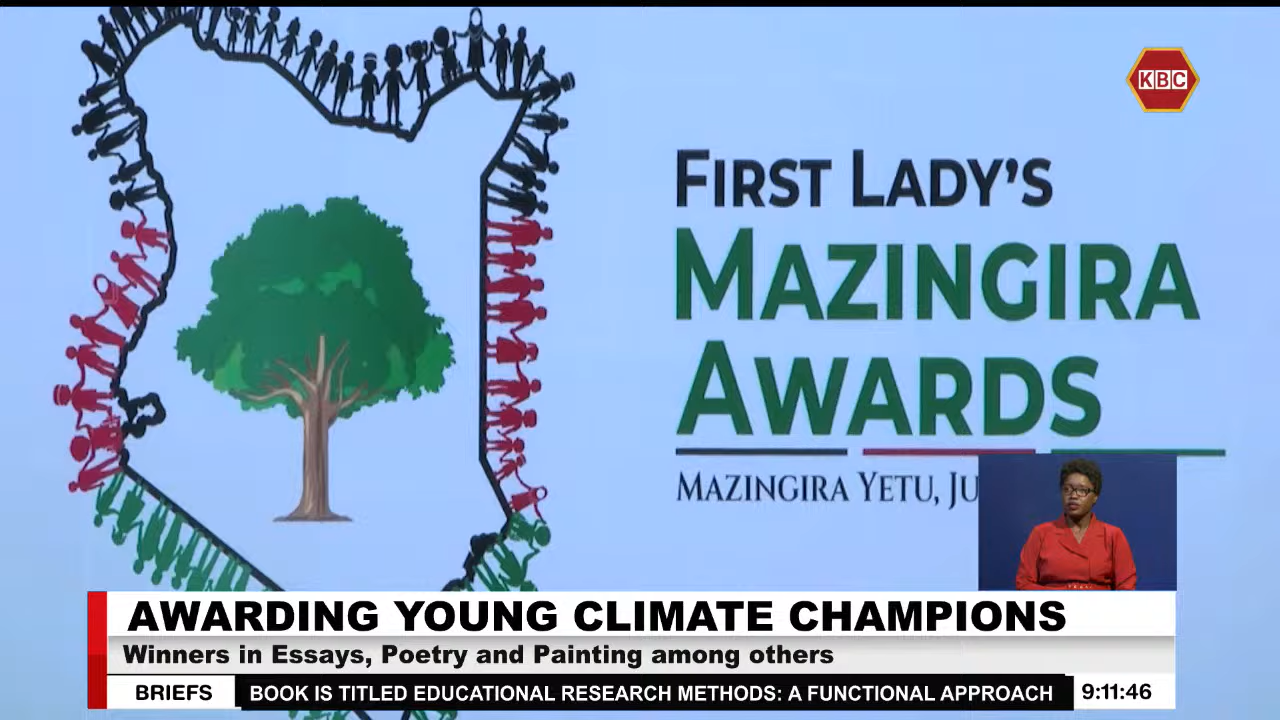 KBC
FIRST LADY'S
MAZINGIRA
AWARDS
MAZINGIRA YETU,
AWARDING YOUNG CLIMATE CHAMPIONS
Winners in Essays, Poetry and Painting among others
BRIEFS BOOK IS TITLED EDUCATIONAL RESEARCH METHODS: A FUNCTIONAL APPROACH 9:11:46